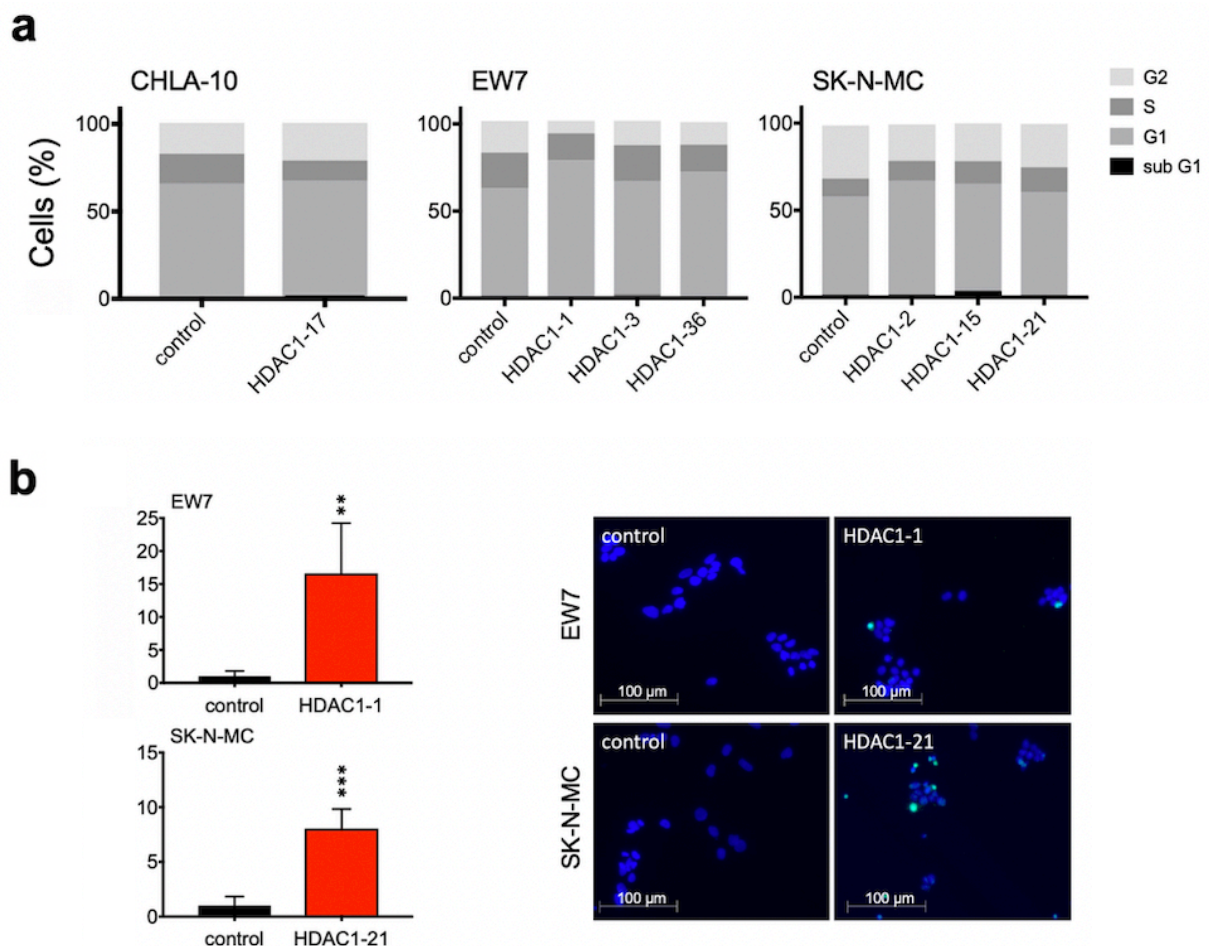 a
CHLA-10
EW7
SK-N-MC
G2
S
G1
sub G1
Cells (%)
100
50
0
control
HDAC1-17
100
50
0
control
HDAC1-1
HDAC1-3
HDAC1-36
100
50
0
control
HDAC1-2
HDAC1-15
HDAC1-21
b
EW7
25
20
15
10
5
0
**
control
HDAC1-1
SK-N-MC
15
10
5
0
***
control
HDAC1-21
EW7
control
100 µm
HDAC1-1
100 µm
SK-N-MC
control
100 µm
HDAC1-21
100 µm